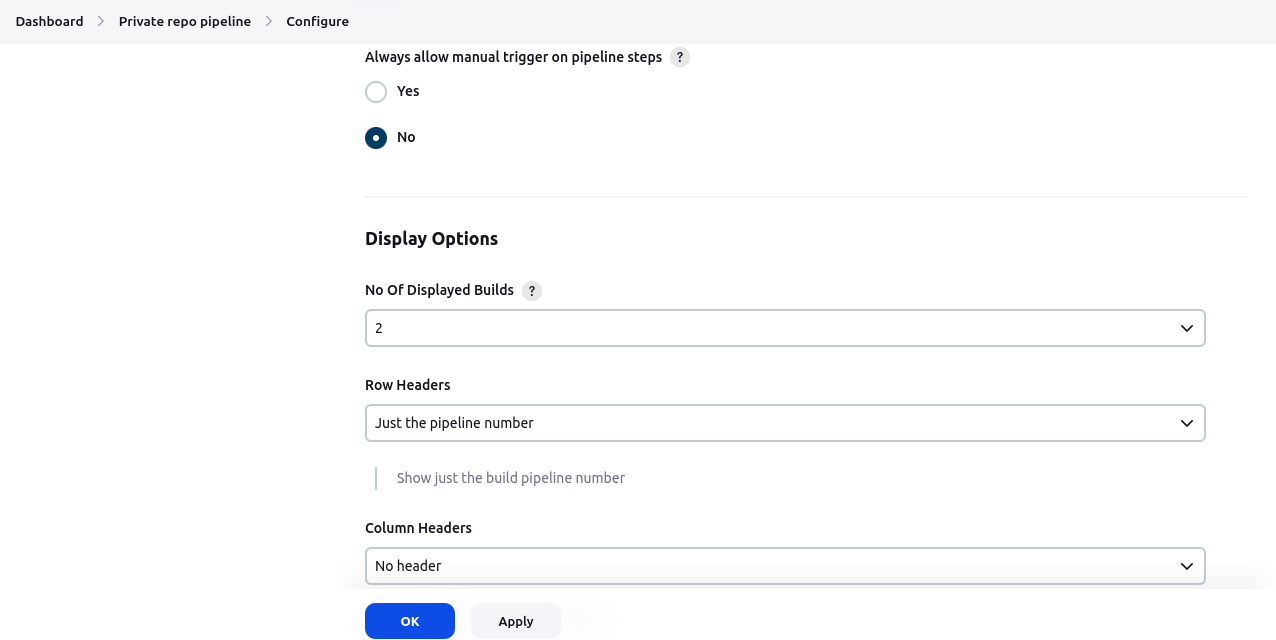 Dashboard > Private repo pipeline > Configure
Always allow manual trigger on pipeline steps ?
Yes
No
Display Options
No Of Displayed Builds ?
2
Row Headers
Just the pipeline number
Show just the build pipeline number
Column Headers
No header
OK Apply